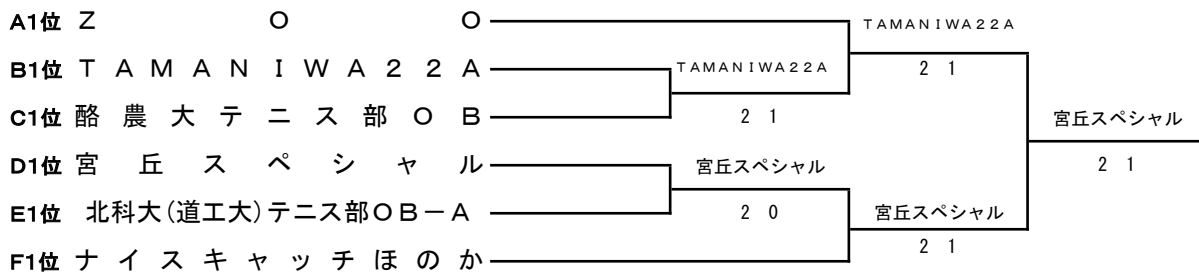 A1位 ZOO
TAMANIWA22A
B1位 TAMANIWA22A
TAMANIWA22A
2 1
C1位 酪農大テニス部OB
2 1
宮丘スペシャル
D1位 宮丘スペシャル
宮丘スペシャル
2 1
E1位 北科大(道工大)テニス部OB-A
2 0
宮丘スペシャル
2 1
F1位 ナイスキャッチほのか